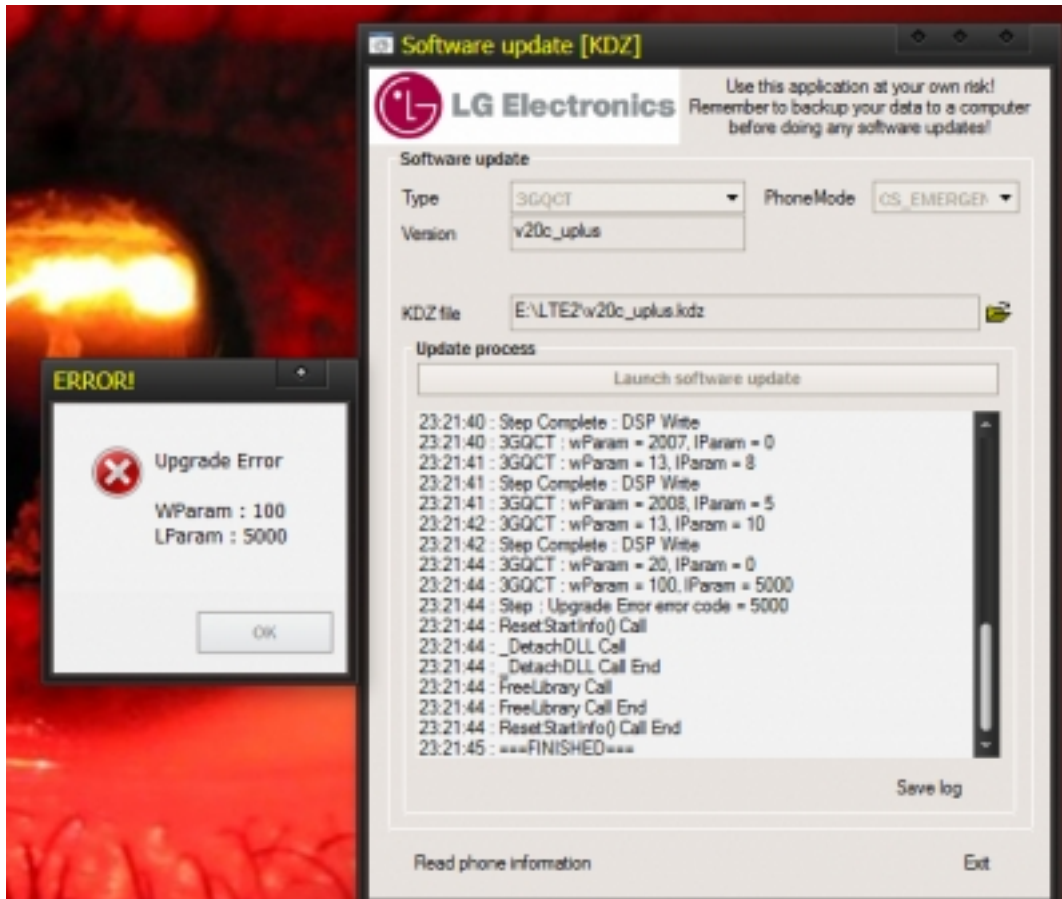 Software update [KDZ]
LG Electronics
Use this application at your own risk!
Remember to backup your data to a computer
before doing any software updates!
Software update
Type 3GQCT PhoneMode CS_EMERGEN
Version v20c_uplus
KDZ file E:\LTE2\v20c_uplus.kdz
Update process
Launch software update
23:21:40 : Step Complete : DSP Write
23:21:40 : 3GQCT : wParam = 2007, lParam = 0
23:21:41 : 3GQCT : wParam = 13, lParam = 8
23:21:41 : Step Complete : DSP Write
23:21:41 : 3GQCT : wParam = 2008, lParam = 5
23:21:42 : 3GQCT : wParam = 13, lParam = 10
23:21:42 : Step Complete : DSP Write
23:21:44 : 3GQCT : wParam = 20, lParam = 0
23:21:44 : 3GQCT : wParam = 100, lParam = 5000
23:21:44 : Step : Upgrade Error error code = 5000
23:21:44 : ResetStartInfo() Call
23:21:44 : _DetachDLL Call
23:21:44 : _DetachDLL Call End
23:21:44 : FreeLibrary Call
23:21:44 : FreeLibrary Call End
23:21:44 : ResetStartInfo() Call End
23:21:45 : ===FINISHED===
Save log
Read phone information Exit
ERROR!
Upgrade Error
WParam : 100
LParam : 5000
OK